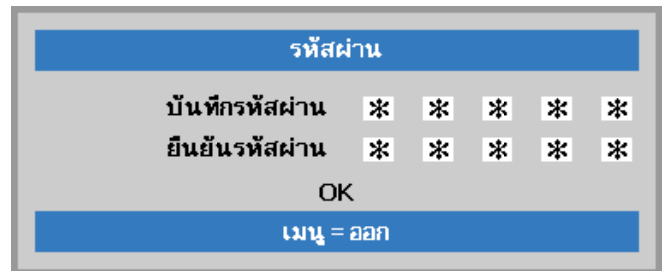 รหัสผ่าน
บันทึกรหัสผ่าน * * * * *
ยืนยันรหัสผ่าน * * * * *
OK
เมนู = ออก